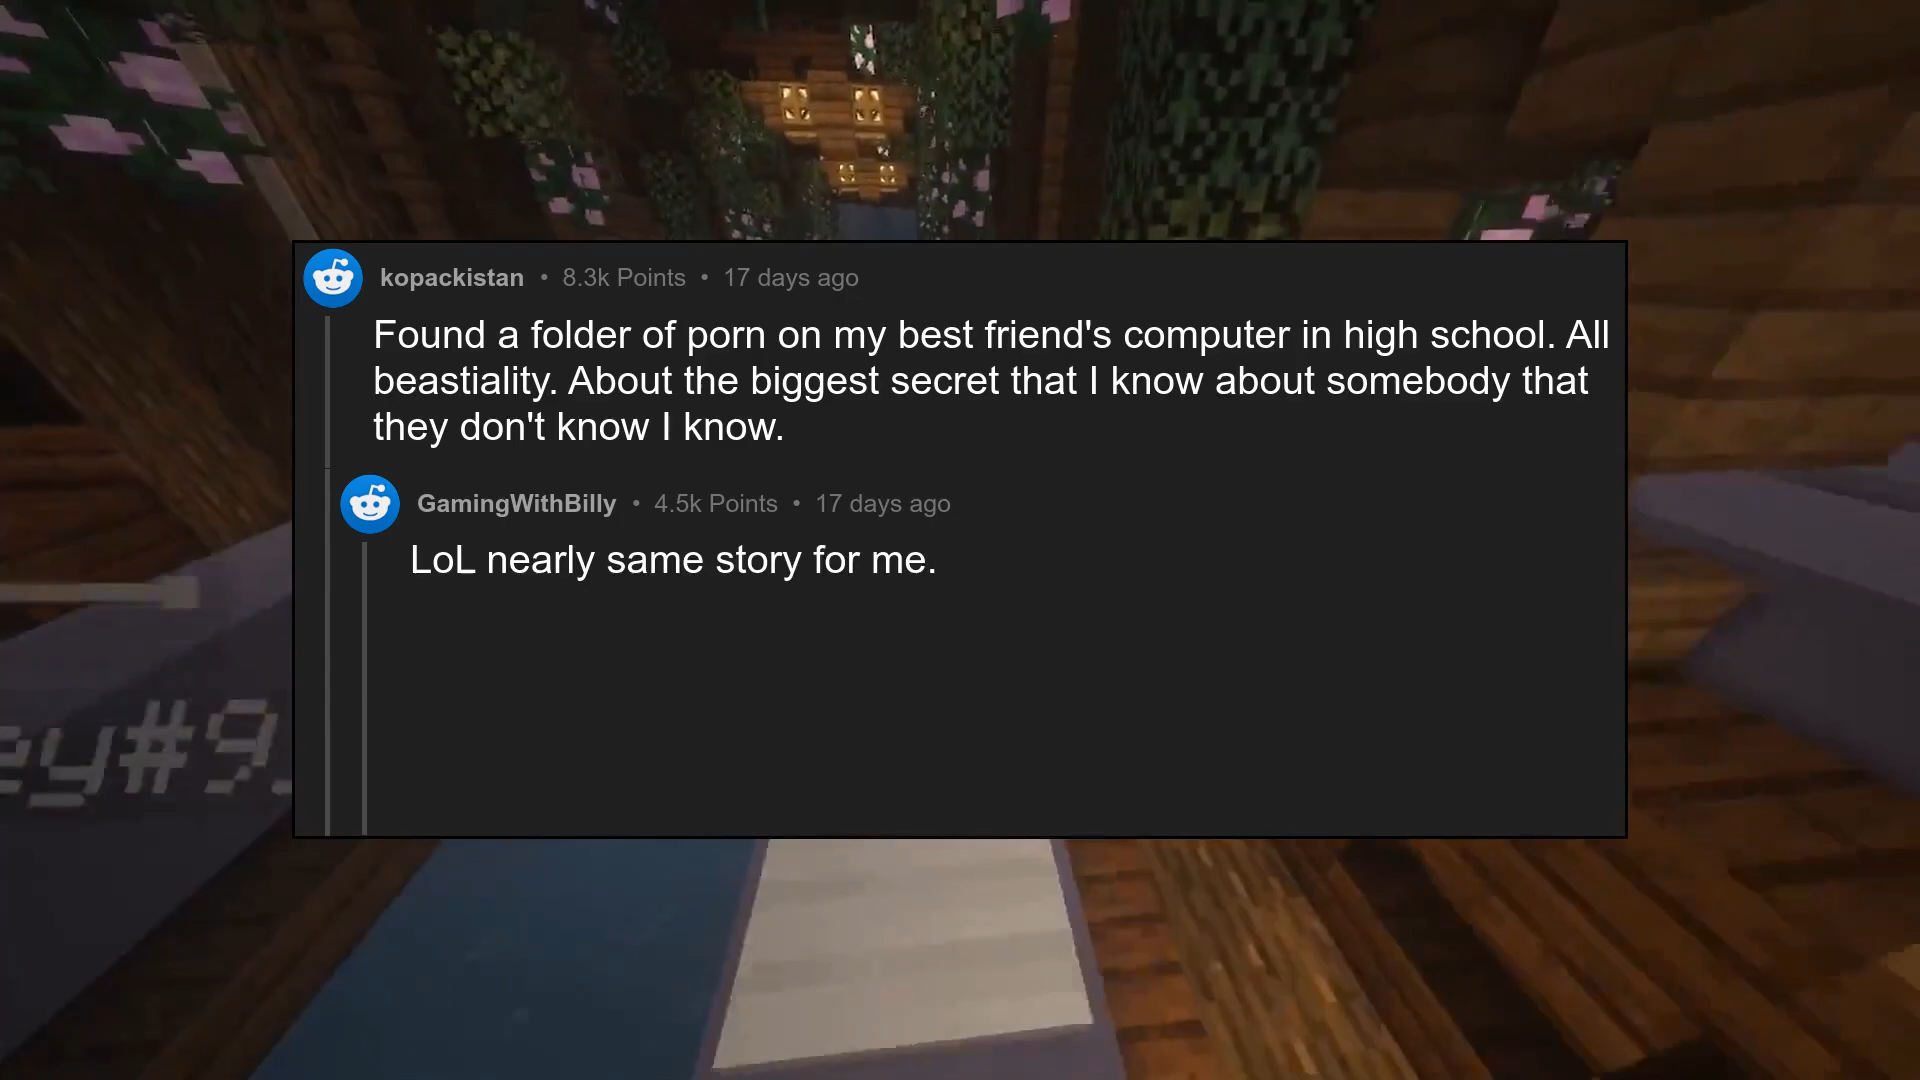 kopackistan • 8.3k Points • 17 days ago
Found a folder of porn on my best friend's computer in high school. All
beastiality. About the biggest secret that I know about somebody that
they don't know I know.
GamingWithBilly • 4.5k Points • 17 days ago
LoL nearly same story for me.
ey#9